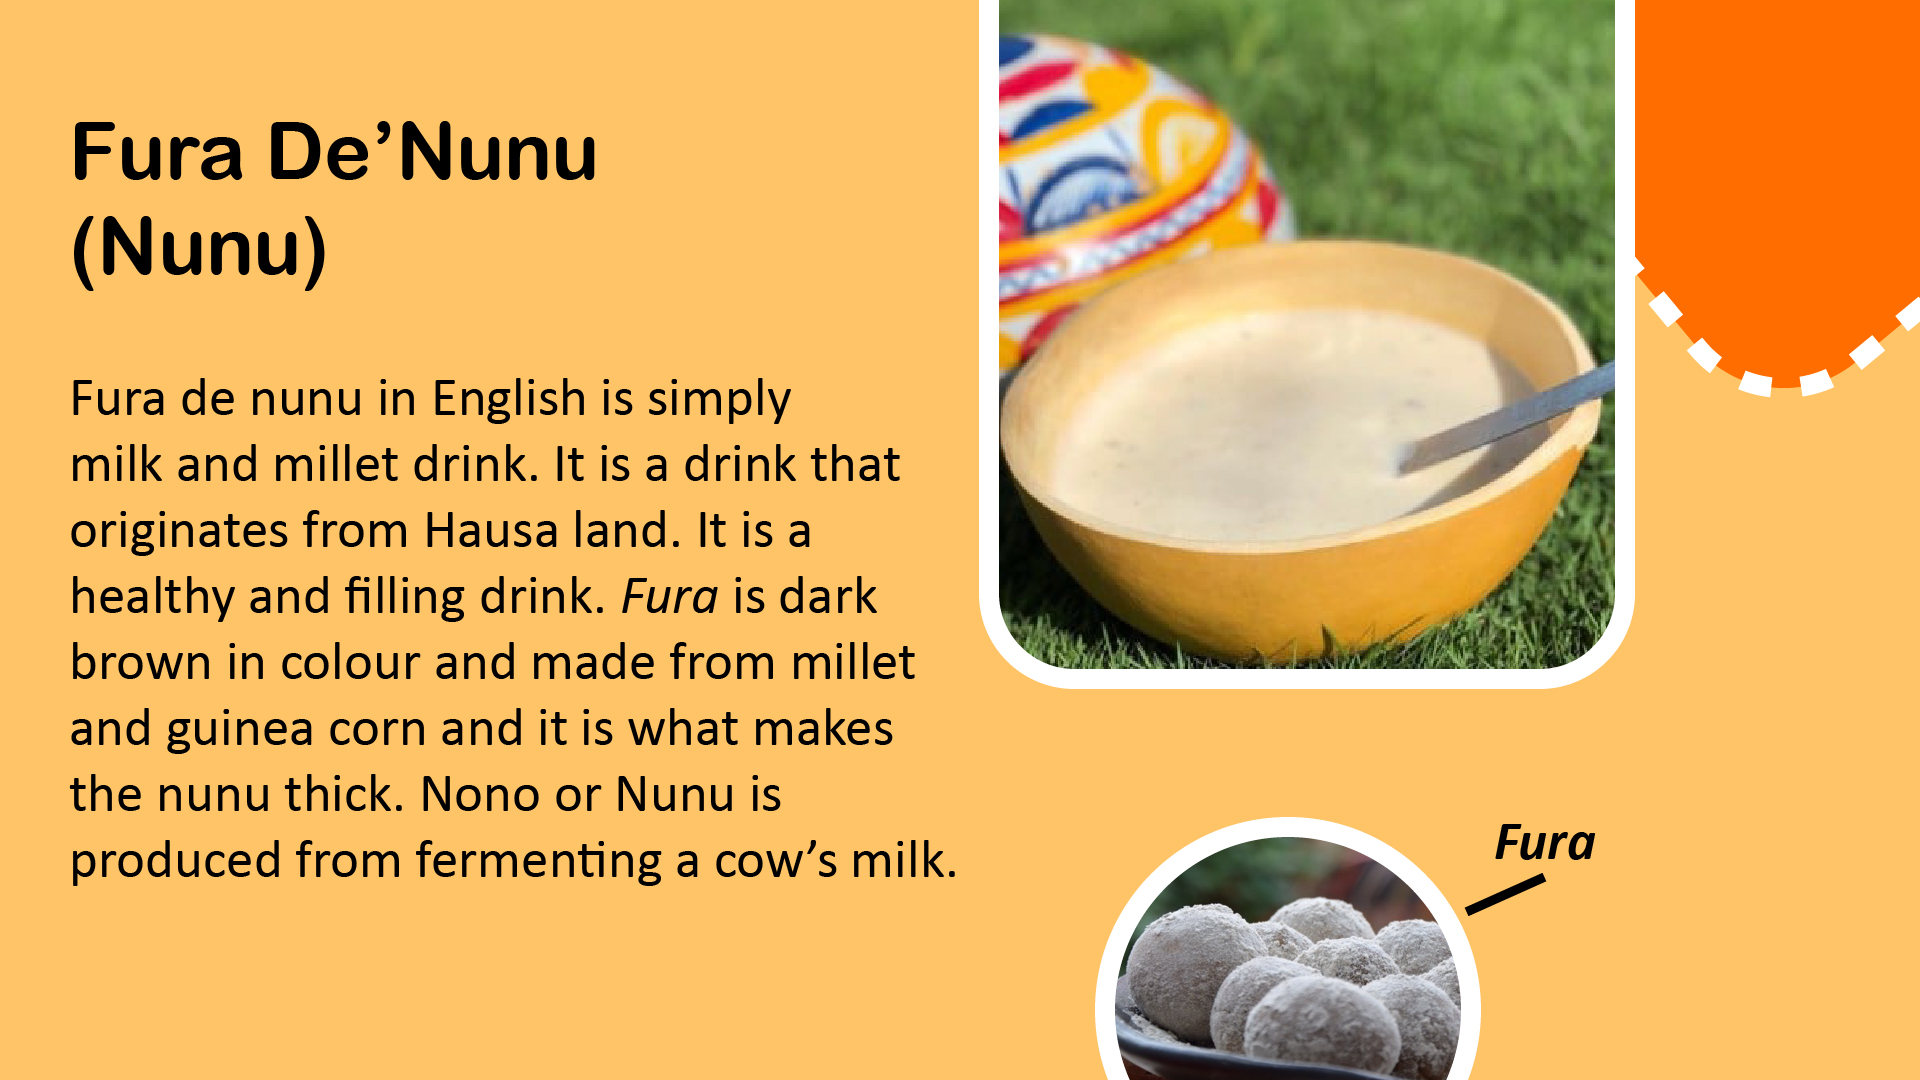 Fura De’Nunu
(Nunu)
Fura de nunu in English is simply
milk and millet drink. It is a drink that
originates from Hausa land. It is a
healthy and filling drink. Fura is dark
brown in colour and made from millet
and guinea corn and it is what makes
the nunu thick. Nono or Nunu is
produced from fermenting a cow’s milk.
Fura